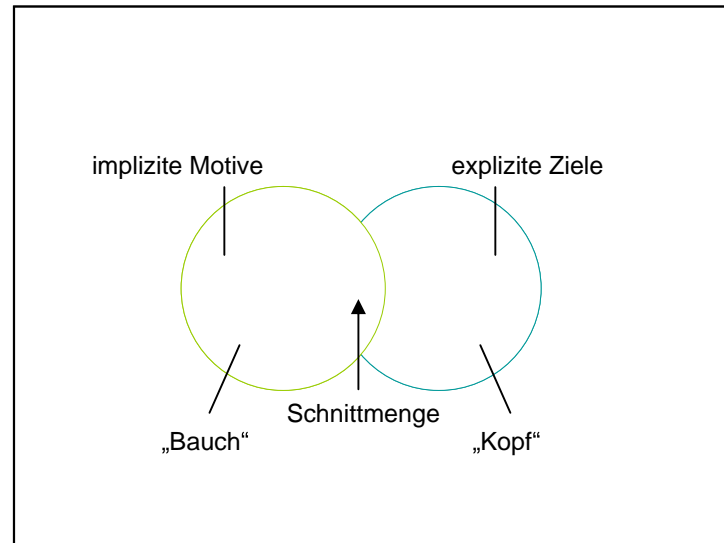 implizite Motive
explizite Ziele
Schnittmenge
„Bauch“
„Kopf“